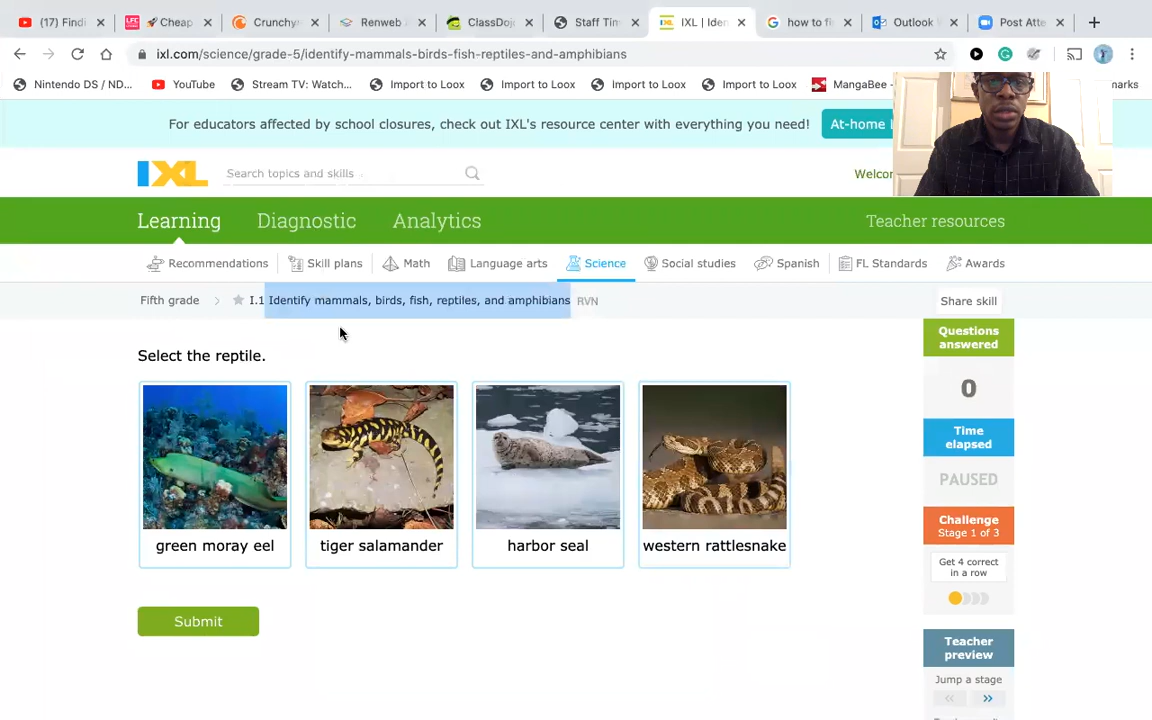 (17) Findi
Cheap
Crunchy
Renweb
ClassDoj
Staff Tim
IXL | Iden
how to fi
Outlook
Post Atte
ixl.com/science/grade-5/identify-mammals-birds-fish-reptiles-and-amphibians
Nintendo DS / ND...
YouTube
Stream TV: Watch...
Import to Loox
Import to Loox
Import to Loox
Import to Loox
MangaBee
marks
For educators affected by school closures, check out IXL's resource center with everything you need!
At-home
IXL
Search topics and skills
Welcon
Learning
Diagnostic
Analytics
Teacher resources
Recommendations
Skill plans
Math
Language arts
Science
Social studies
Spanish
FL Standards
Awards
Fifth grade
I.1 Identify mammals, birds, fish, reptiles, and amphibians RVN
Share skill
Select the reptile.
green moray eel
tiger salamander
harbor seal
western rattlesnake
Submit
Questions
answered
0
Time
elapsed
PAUSED
Challenge
Stage 1 of 3
Get 4 correct
in a row
Teacher
preview
Jump a stage